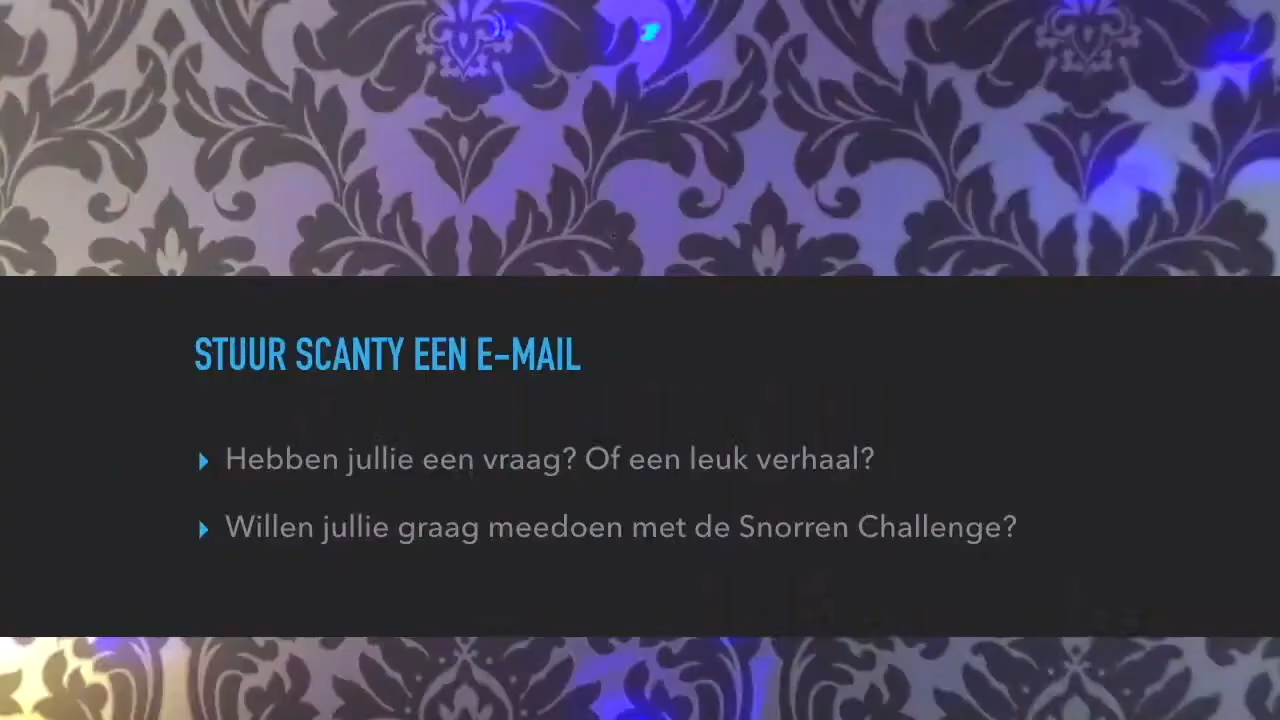 STUUR SCANTY EEN E-MAIL
Hebben jullie een vraag? Of een leuk verhaal?
Willen jullie graag meedoen met de Snorren Challenge?